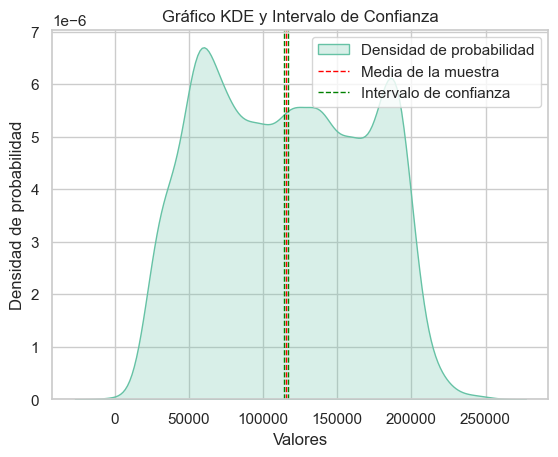 Gráfico KDE y Intervalo de Confianza
1e−6
Densidad de probabilidad
Media de la muestra
Intervalo de confianza
7
6
5
4
3
2
1
0
Densidad de probabilidad
0
50000
100000
150000
200000
250000
Valores